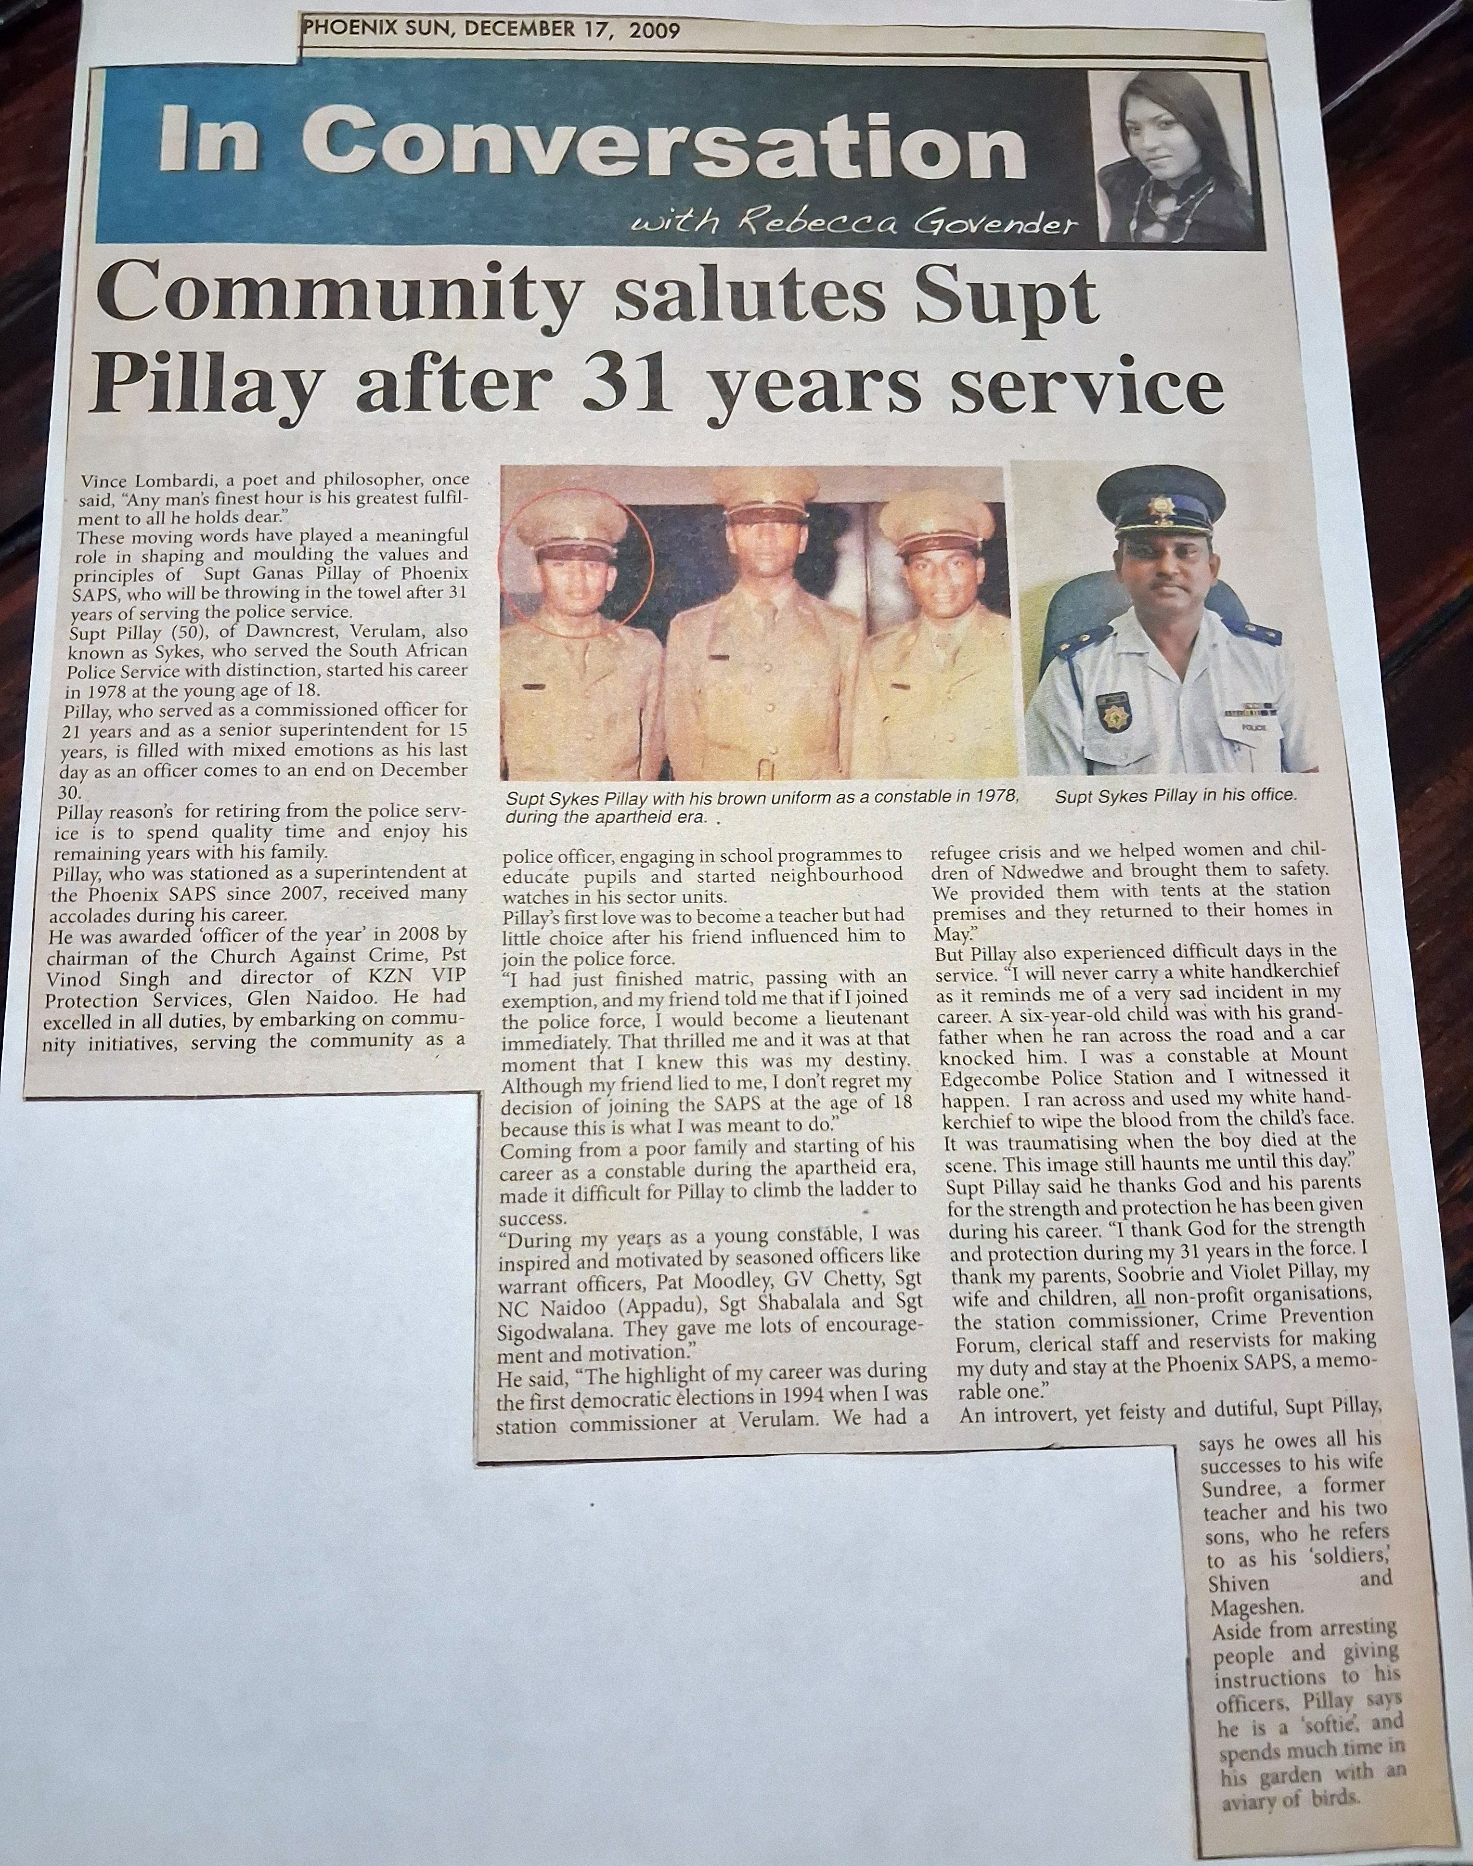 PHOENIX SUN, DECEMBER 17, 2009
In Conversation
with Rebecca Govender
Community salutes Supt
Pillay after 31 years service
Vince Lombardi, a poet and philosopher, once
said, “Any man's finest hour is his greatest fulfil-
ment to all he holds dear.”
These moving words have played a meaningful
role in shaping and moulding the values and
principles of Supt Ganas Pillay of Phoenix
SAPS, who will be throwing in the towel after 31
years of serving the police service.
Supt Pillay (50), of Dawncrest, Verulam, also
known as Sykes, who served the South African
Police Service with distinction, started his career
in 1978 at the young age of 18.
Pillay, who served as a commissioned officer for
21 years and as a senior superintendent for 15
years, is filled with mixed emotions as his last
day as an officer comes to an end on December
30.
Pillay reason's for retiring from the police serv-
ice is to spend quality time and enjoy his
remaining years with his family.
Pillay, who was stationed as a superintendent at
the Phoenix SAPS since 2007, received many
accolades during his career.
He was awarded ‘officer of the year’ in 2008 by
chairman of the Church Against Crime, Pst
Vinod Singh and director of KZN VIP
Protection Services, Glen Naidoo. He had
excelled in all duties, by embarking on commu-
nity initiatives, serving the community as a
POLICE
Supt Sykes Pillay with his brown uniform as a constable in 1978,
during the apartheid era. .
Supt Sykes Pillay in his office.
police officer, engaging in school programmes to
educate pupils and started neighbourhood
watches in his sector units.
Pillay's first love was to become a teacher but had
little choice after his friend influenced him to
join the police force.
“I had just finished matric, passing with an
exemption, and my friend told me that if I joined
the police force, I would become a lieutenant
immediately. That thrilled me and it was at that
moment that I knew this was my destiny.
Although my friend lied to me, I don't regret my
decision of joining the SAPS at the age of 18
because this is what I was meant to do.”
Coming from a poor family and starting of his
career as a constable during the apartheid era,
made it difficult for Pillay to climb the ladder to
success.
“During my years as a young constable, I was
inspired and motivated by seasoned officers like
warrant officers, Pat Moodley, GV Chetty, Sgt
NC Naidoo (Appadu), Sgt Shabalala and Sgt
Sigodwalana. They gave me lots of encourage-
ment and motivation.”
He said, “The highlight of my career was during
the first democratic elections in 1994 when I was
station commissioner at Verulam. We had a
refugee crisis and we helped women and chil-
dren of Ndwedwe and brought them to safety.
We provided them with tents at the station
premises and they returned to their homes in
May.”
But Pillay also experienced difficult days in the
service. “I will never carry a white handkerchief
as it reminds me of a very sad incident in my
career. A six-year-old child was with his grand-
father when he ran across the road and a car
knocked him. I was a constable at Mount
Edgecombe Police Station and I witnessed it
happen. I ran across and used my white hand-
kerchief to wipe the blood from the child's face.
It was traumatising when the boy died at the
scene. This image still haunts me until this day.”
Supt Pillay said he thanks God and his parents
for the strength and protection he has been given
during his career. “I thank God for the strength
and protection during my 31 years in the force. I
thank my parents, Soobrie and Violet Pillay, my
wife and children, all non-profit organisations,
the station commissioner, Crime Prevention
Forum, clerical staff and reservists for making
my duty and stay at the Phoenix SAPS, a memo-
rable one.”
An introvert, yet feisty and dutiful, Supt Pillay,
says he owes all his
successes to his wife
Sundree, a former
teacher and his two
sons, who he refers
to as his ‘soldiers,’
Shiven and
Mageshen.
Aside from arresting
people and giving
instructions to his
officers, Pillay says
he is a ‘softie’, and
spends much time in
his garden with an
aviary of birds.